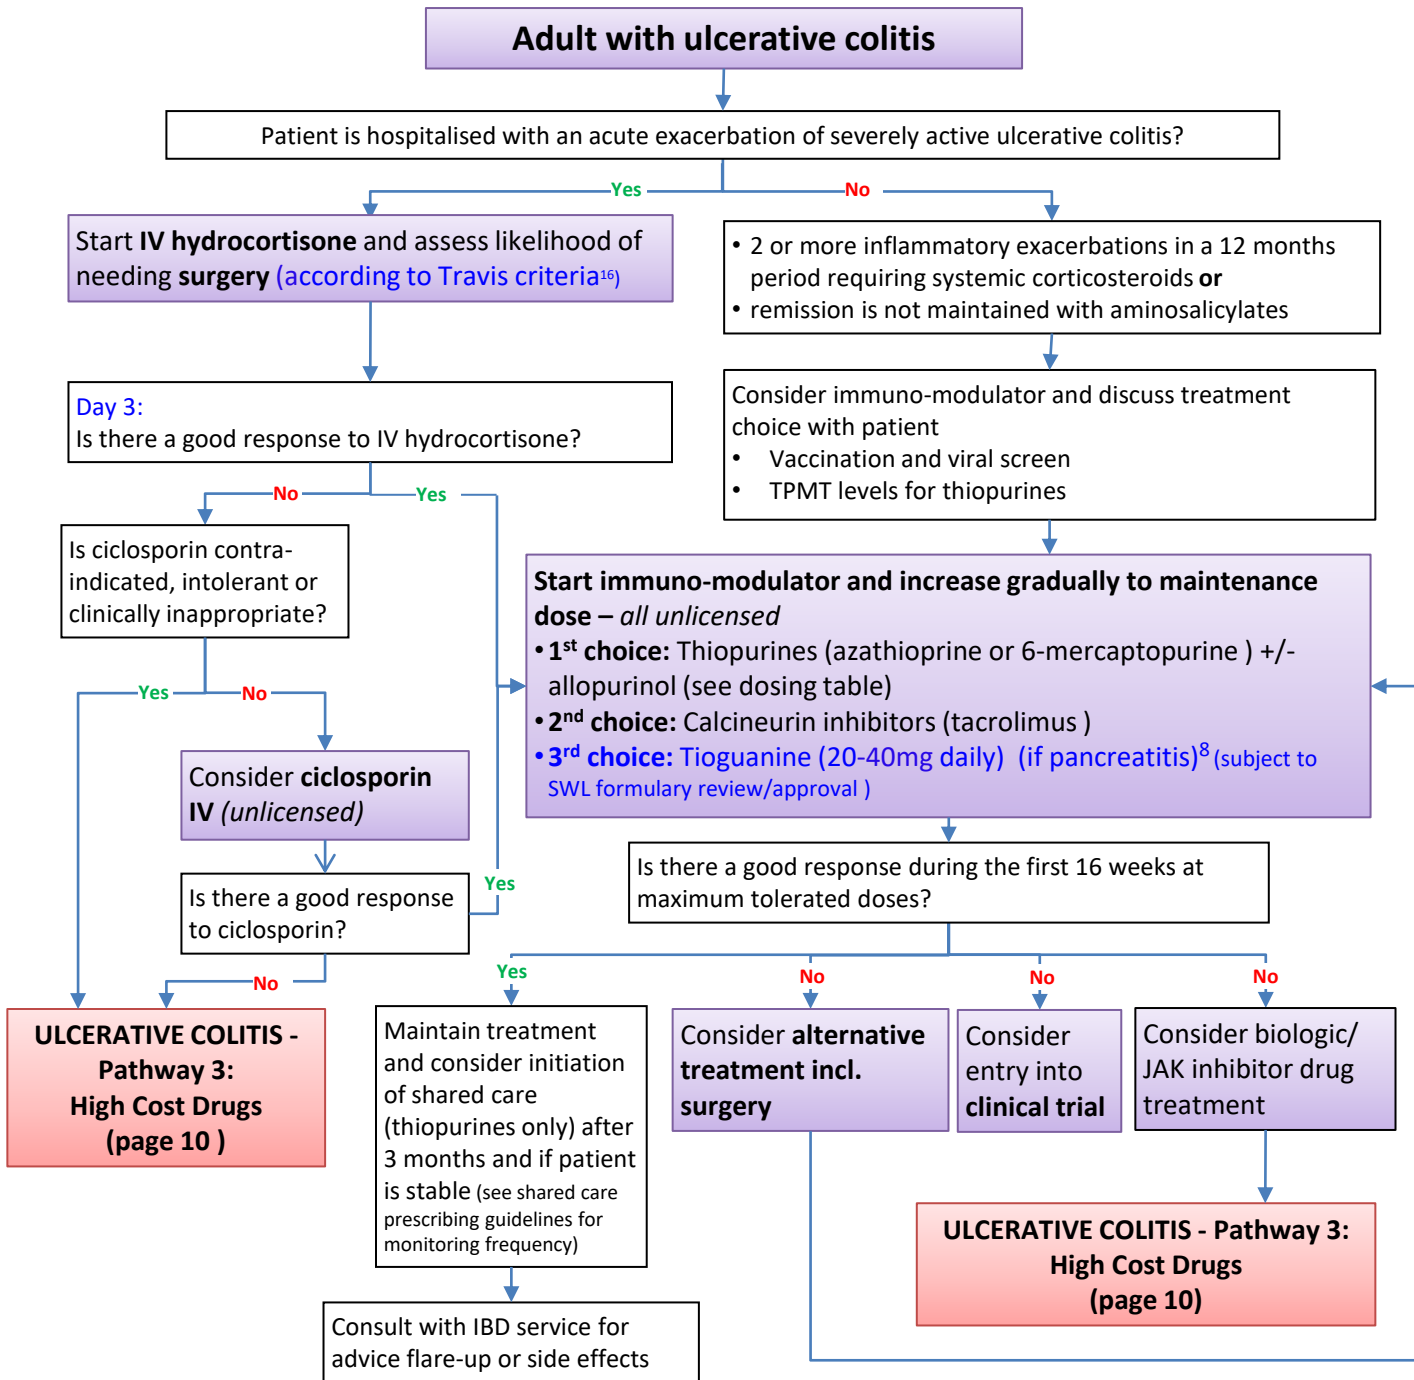 Adult with ulcerative colitis
Patient is hospitalised with an acute exacerbation of severely active ulcerative colitis?
Yes
No
Start IV hydrocortisone and assess likelihood of
needing surgery (according to Travis criteria16)
• 2 or more inflammatory exacerbations in a 12 months
period requiring systemic corticosteroids or
• remission is not maintained with aminosalicylates
Day 3:
Is there a good response to IV hydrocortisone?
Consider immuno-modulator and discuss treatment
choice with patient
• Vaccination and viral screen
• TPMT levels for thiopurines
No
Yes
Is ciclosporin contra-
indicated, intolerant or
clinically inappropriate?
Start immuno-modulator and increase gradually to maintenance
dose – all unlicensed
• 1st choice: Thiopurines (azathioprine or 6-mercaptopurine ) +/-
allopurinol (see dosing table)
• 2nd choice: Calcineurin inhibitors (tacrolimus )
• 3rd choice: Tioguanine (20-40mg daily) (if pancreatitis)8 (subject to
SWL formulary review/approval )
Yes
No
Consider ciclosporin
IV (unlicensed)
Is there a good response
to ciclosporin?
Yes
No
Is there a good response during the first 16 weeks at
maximum tolerated doses?
Yes
No
No
No
ULCERATIVE COLITIS -
Pathway 3:
High Cost Drugs
(page 10 )
Maintain treatment
and consider initiation
of shared care
(thiopurines only) after
3 months and if patient
is stable (see shared care
prescribing guidelines for
monitoring frequency)
Consider alternative
treatment incl.
surgery
Consider
entry into
clinical trial
Consider biologic/
JAK inhibitor drug
treatment
ULCERATIVE COLITIS - Pathway 3:
High Cost Drugs
(page 10)
Consult with IBD service for
advice flare-up or side effects